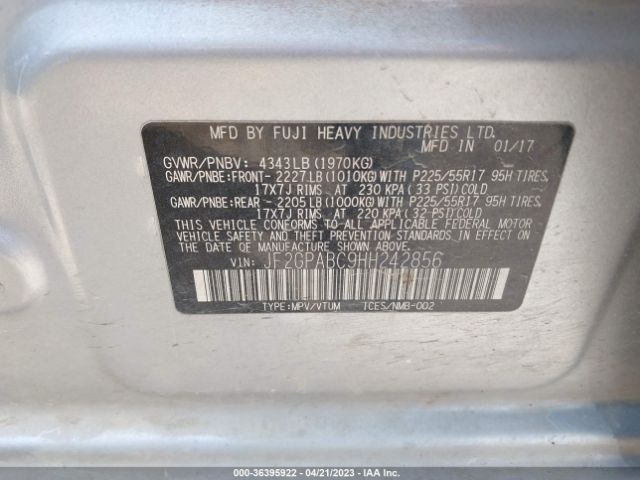 MFD BY FUJI HEAVY INDUSTRIES LTD.
MFD IN 01/17
GVWR/PNBV: 4343LB(1970KG)
GAWR/PNBE:FRONT- 2227LB(1010KG)WITH P225/55R17 95H TIRES,
17X7J RIMS, AT 230 KPA(33 PSI)COLD
GAWR/PNBE:REAR - 2205LB(1000KG)WITH P225/55R17 95H TIRES,
17X7J RIMS, AT 220 KPA(32 PSI)COLD
THIS VEHICLE CONFORMS TO ALL APPLICABLE FEDERAL MOTOR
VEHICLE SAFETY AND THEFT PREVENTION STANDARDS IN EFFECT ON
THE DATE OF MANUFACTURE SHOWN ABOVE.
VIN: JF2GPABC9HH242856
TYPE:MPV/VTUM ICES/NMB-002
000-36395922 - 04/21/2023 - IAA Inc.